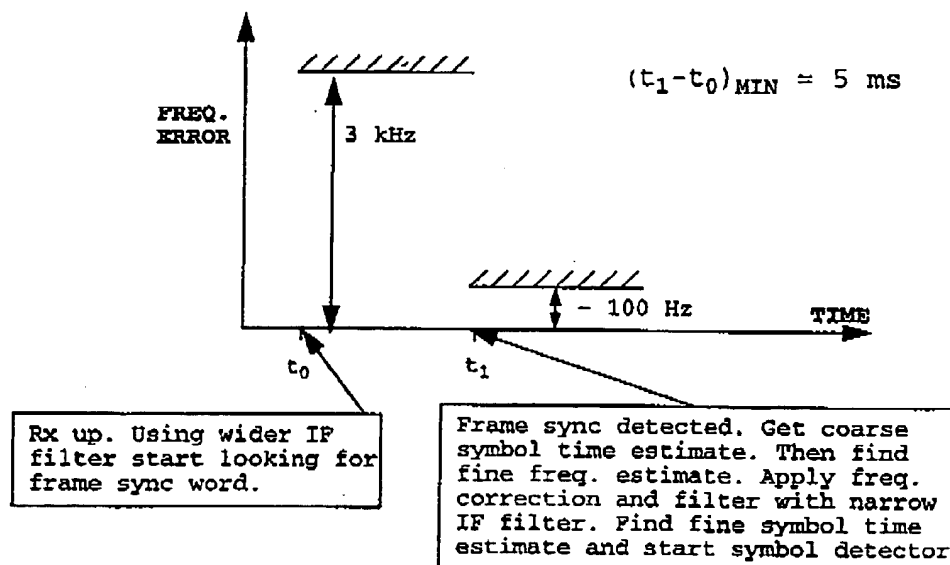 (t1-t0)MIN = 5 ms
FREQ.
ERROR
3 kHz
- 100 Hz
TIME
t0
t1
Rx up. Using wider IF
filter start looking for
frame sync word.
Frame sync detected. Get coarse
symbol time estimate. Then find
fine freq. estimate. Apply freq.
correction and filter with narrow
IF filter. Find fine symbol time
estimate and start symbol detector